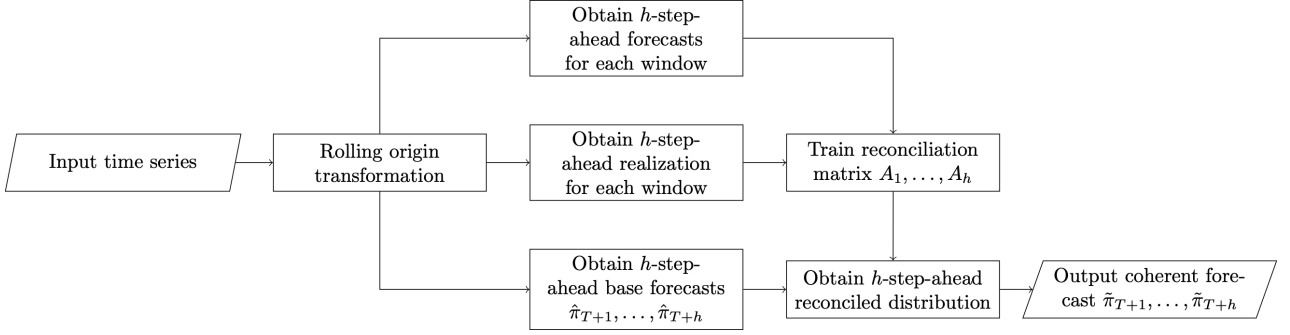 Input time series
Rolling origin
transformation
Obtain h-step-
ahead forecasts
for each window
Obtain h-step-
ahead realization
for each window
Obtain h-step-
ahead base forecasts
π̂_{T+1}, . . . , π̂_{T+h}
Train reconciliation
matrix A_1, . . . , A_h
Obtain h-step-ahead
reconciled distribution
Output coherent fore-
cast π̃_{T+1}, . . . , π̃_{T+h}